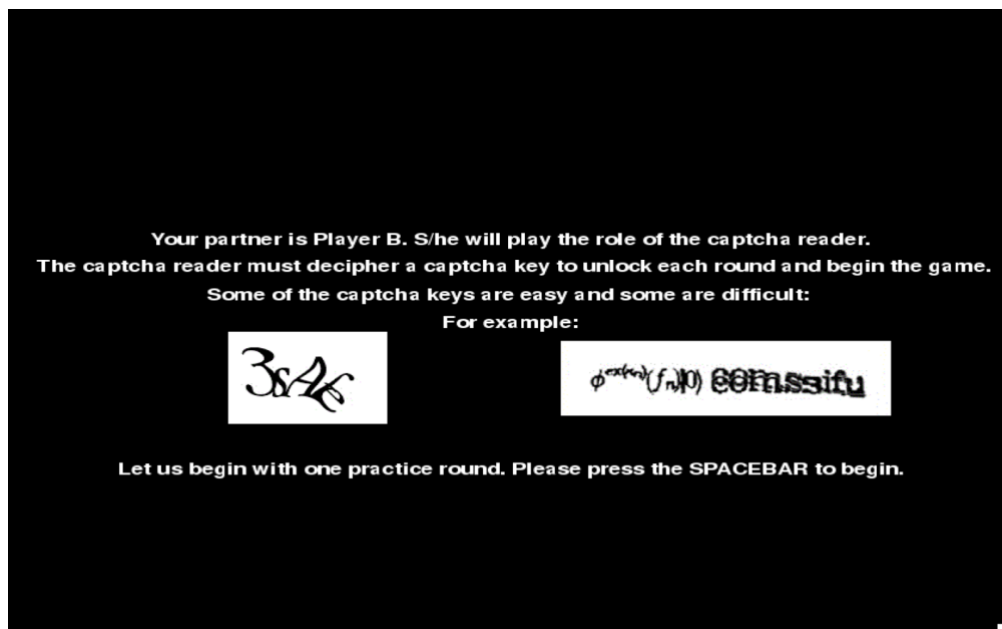 Your partner is Player B. S/he will play the role of the captcha reader.
The captcha reader must decipher a captcha key to unlock each round and begin the game.
Some of the captcha keys are easy and some are difficult:
For example:
Let us begin with one practice round. Please press the SPACEBAR to begin.